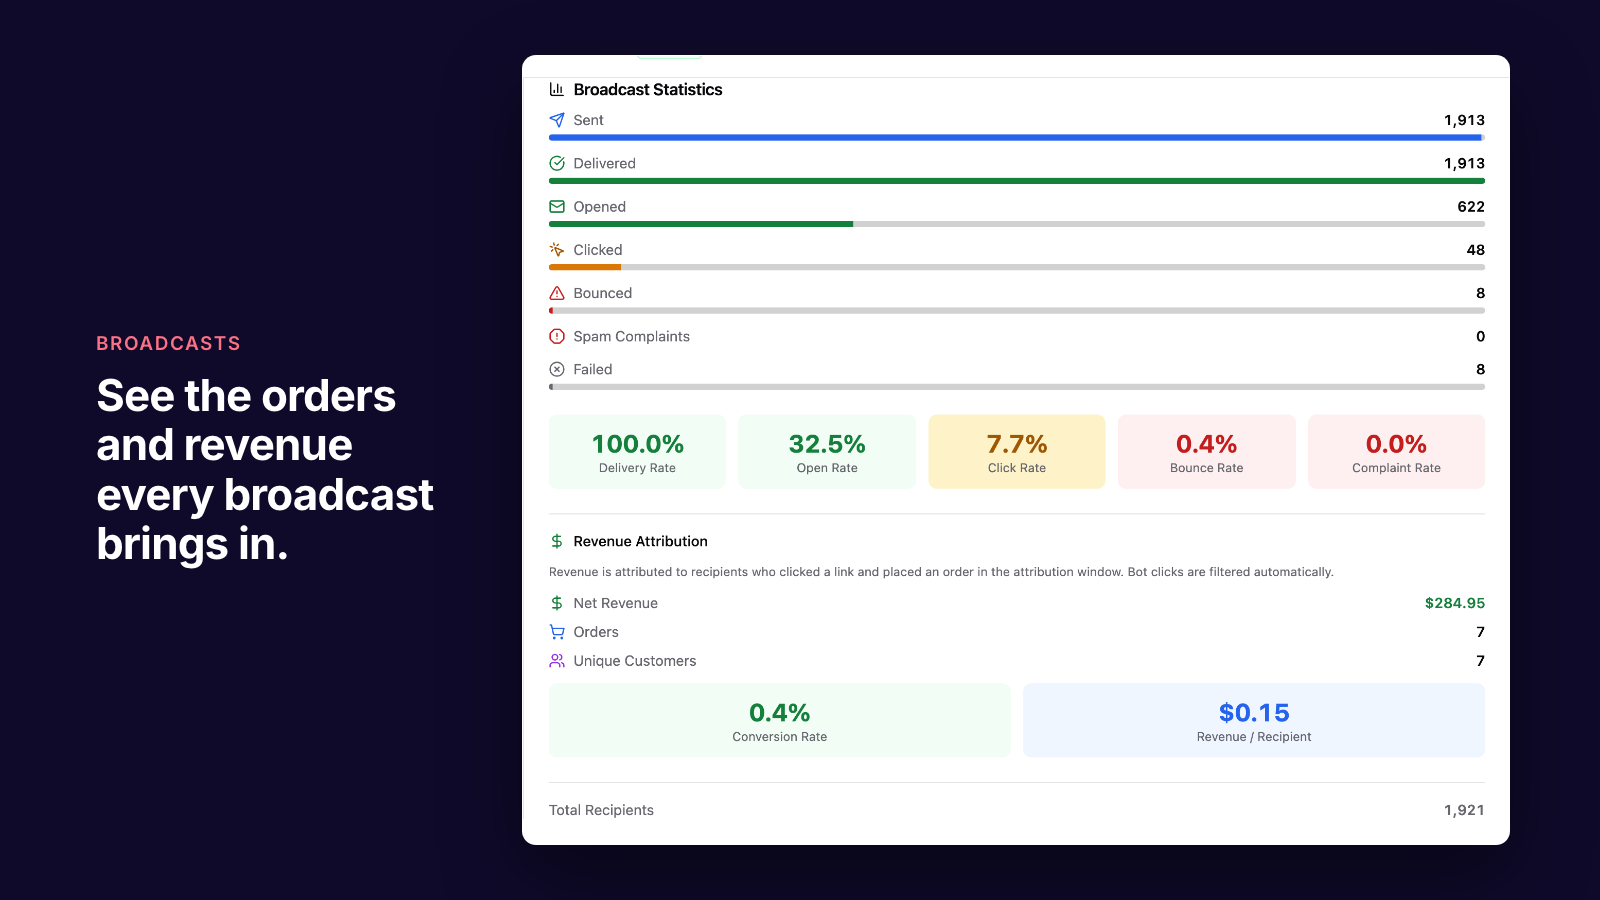 BROADCASTS
See the orders
and revenue
every broadcast
brings in.
Broadcast Statistics
Sent 1,913
Delivered 1,913
Opened 622
Clicked 48
Bounced 8
Spam Complaints 0
Failed 8
100.0% 32.5% 7.7% 0.4% 0.0%
Delivery Rate Open Rate Click Rate Bounce Rate Complaint Rate
Revenue Attribution
Revenue is attributed to recipients who clicked a link and placed an order in the attribution window. Bot clicks are filtered automatically.
Net Revenue $284.95
Orders 7
Unique Customers 7
0.4% $0.15
Conversion Rate Revenue / Recipient
Total Recipients 1,921